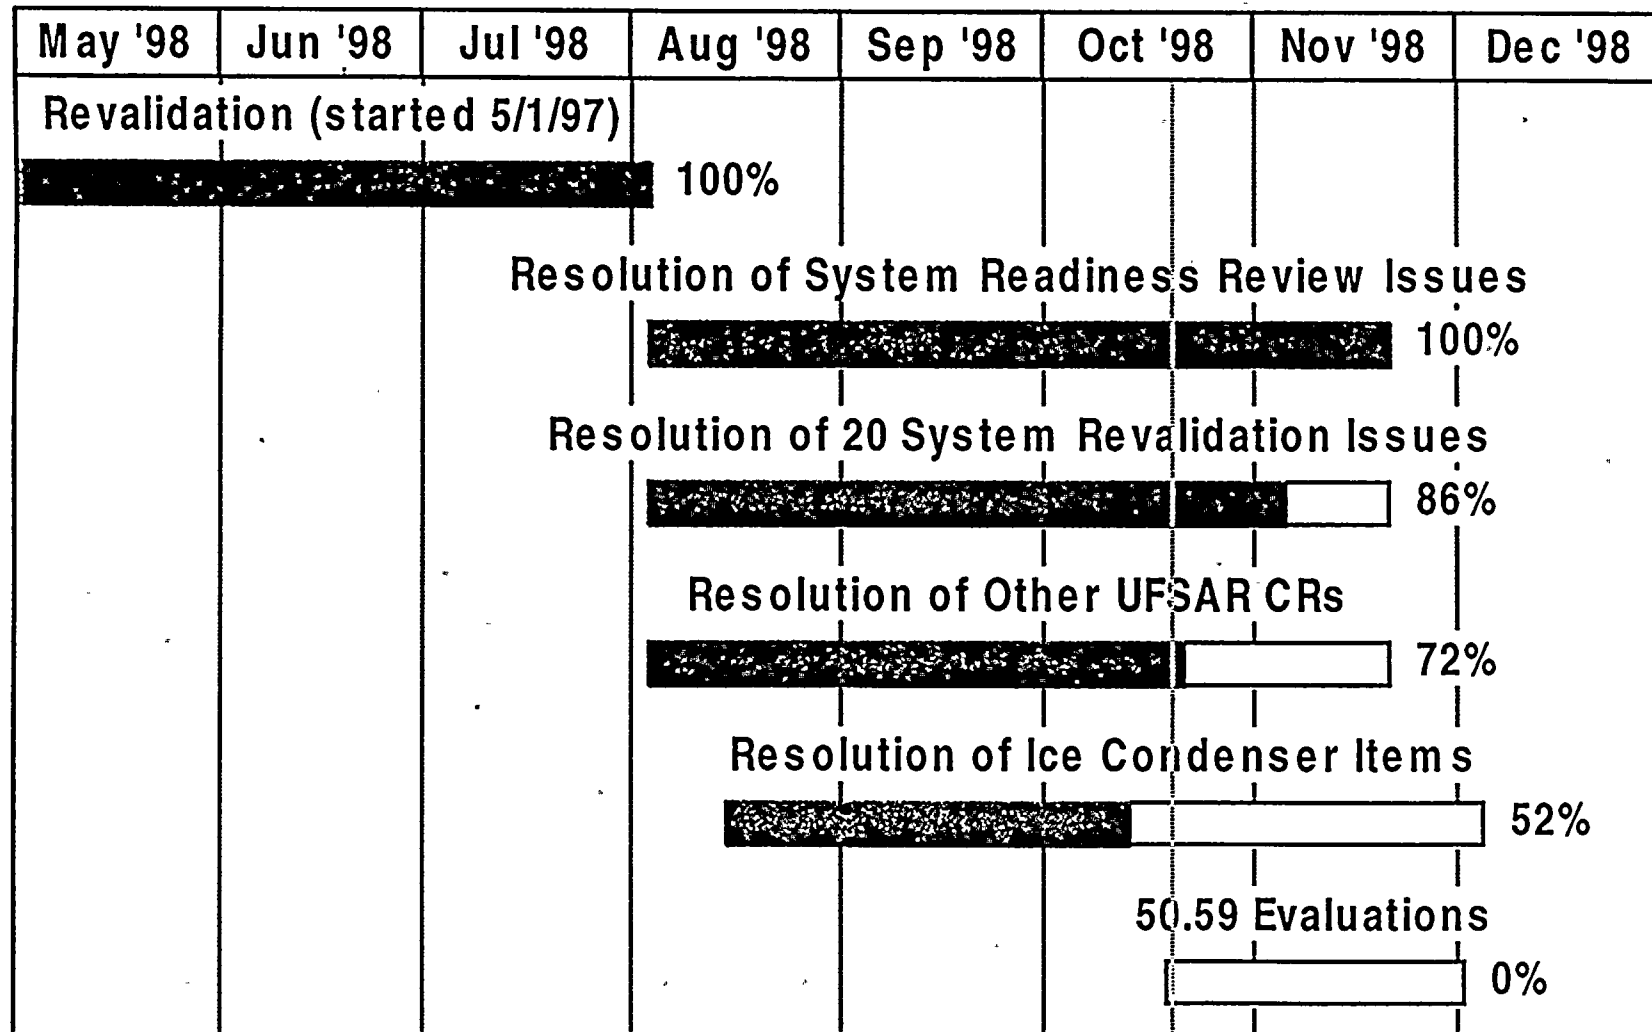 May '98 Jun '98 Jul '98 Aug '98 Sep '98 Oct '98 Nov '98 Dec '98
Revalidation (started 5/1/97)
100%
Resolution of System Readiness Review Issues
100%
Resolution of 20 System Revalidation Issues
86%
Resolution of Other UFSAR CRs
72%
Resolution of Ice Condenser Items
52%
50.59 Evaluations
0%